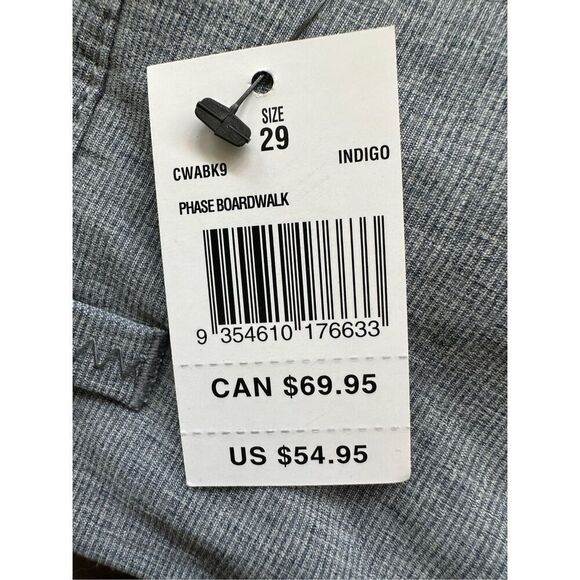 SIZE
29
CWABK9 INDIGO
PHASE BOARDWALK
9 354610 176633
CAN $69.95
US $54.95